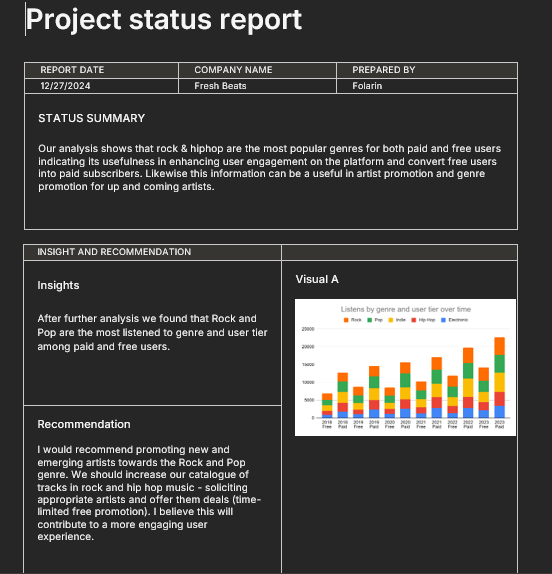 Project status report
REPORT DATE COMPANY NAME PREPARED BY
12/27/2024 Fresh Beats Folarin
STATUS SUMMARY
Our analysis shows that rock & hiphop are the most popular genres for both paid and free users
indicating its usefulness in enhancing user engagement on the platform and convert free users
into paid subscribers. Likewise this information can be a useful in artist promotion and genre
promotion for up and coming artists.
INSIGHT AND RECOMMENDATION
Insights
After further analysis we found that Rock and
Pop are the most listened to genre and user tier
among paid and free users.
Recommendation
I would recommend promoting new and
emerging artists towards the Rock and Pop
genre. We should increase our catalogue of
tracks in rock and hip hop music - soliciting
appropriate artists and offer them deals (time-
limited free promotion). I believe this will
contribute to a more engaging user
experience.
Visual A
Listens by genre and user tier over time
Rock Pop Indie Hip-Hop Electronic
25000
20000
15000
10000
5000
0
2018 2018 2019 2019 2020 2020 2021 2021 2022 2022 2023 2023
Free Paid Free Paid Free Paid Free Paid Free Paid Free Paid